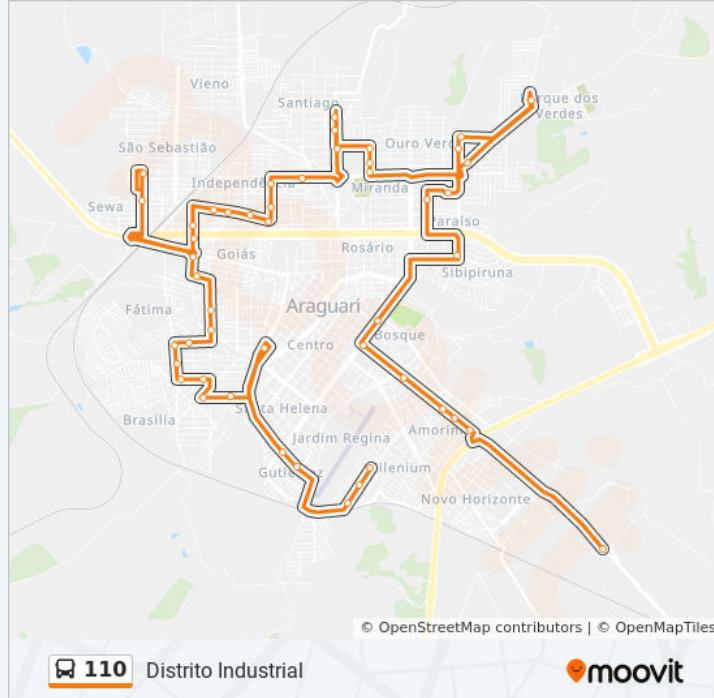 Vieno
Santiago
Parque dos
Verdes
São Sebastião
Ouro Verd
Independência
Miranda
Sewa
Paraíso
Rosário
Goiás
Sibipiruna
Araguari
Fátima
Bosque
Centro
Santa Helena
Brasília
Amorim
Jardim Regina
Gutierrez
Milenium
Novo Horizonte
© OpenStreetMap contributors | © OpenMapTiles
110 Distrito Industrial
moovit